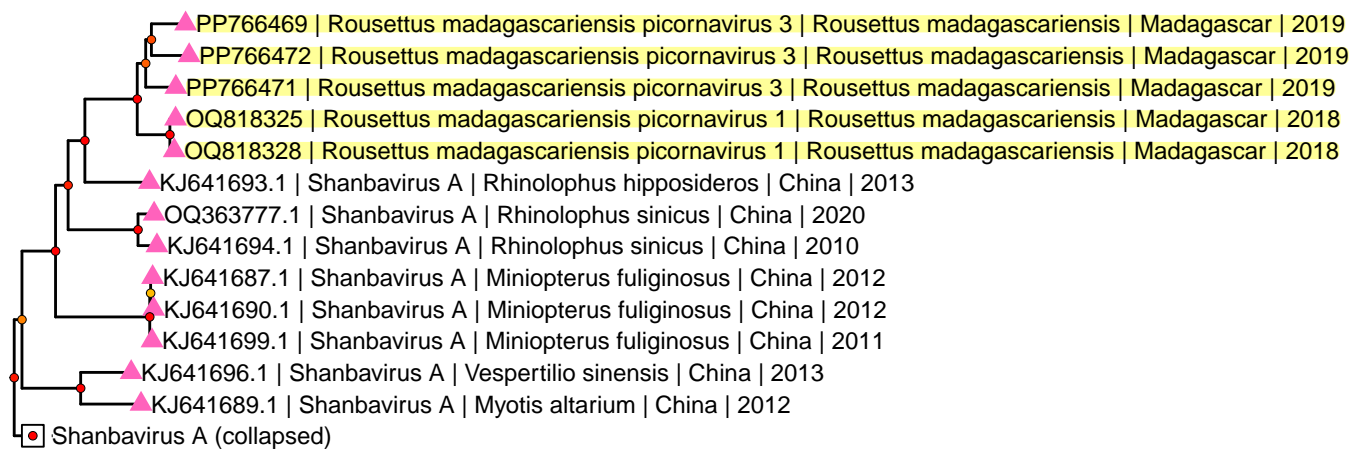 PP766469 | Rousettus madagascariensis picornavirus 3 | Rousettus madagascariensis | Madagascar | 2019
PP766472 | Rousettus madagascariensis picornavirus 3 | Rousettus madagascariensis | Madagascar | 2019
PP766471 | Rousettus madagascariensis picornavirus 3 | Rousettus madagascariensis | Madagascar | 2019
OQ818325 | Rousettus madagascariensis picornavirus 1 | Rousettus madagascariensis | Madagascar | 2018
OQ818328 | Rousettus madagascariensis picornavirus 1 | Rousettus madagascariensis | Madagascar | 2018
KJ641693.1 | Shanbavirus A | Rhinolophus hipposideros | China | 2013
OQ363777.1 | Shanbavirus A | Rhinolophus sinicus | China | 2020
KJ641694.1 | Shanbavirus A | Rhinolophus sinicus | China | 2010
KJ641687.1 | Shanbavirus A | Miniopterus fuliginosus | China | 2012
KJ641690.1 | Shanbavirus A | Miniopterus fuliginosus | China | 2012
KJ641699.1 | Shanbavirus A | Miniopterus fuliginosus | China | 2011
KJ641696.1 | Shanbavirus A | Vespertilio sinensis | China | 2013
KJ641689.1 | Shanbavirus A | Myotis altarium | China | 2012
Shanbavirus A (collapsed)